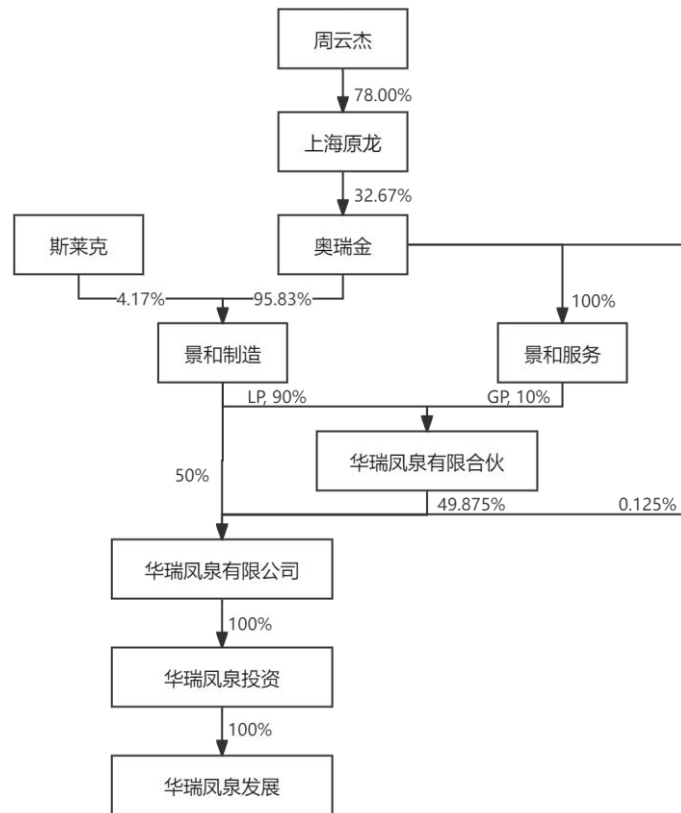 周云杰
78.00%
上海原龙
32.67%
斯莱克
奥瑞金
4.17%
95.83%
100%
景和制造
景和服务
LP, 90%
GP, 10%
华瑞凤泉有限合伙
50%
49.875%
0.125%
华瑞凤泉有限公司
100%
华瑞凤泉投资
100%
华瑞凤泉发展